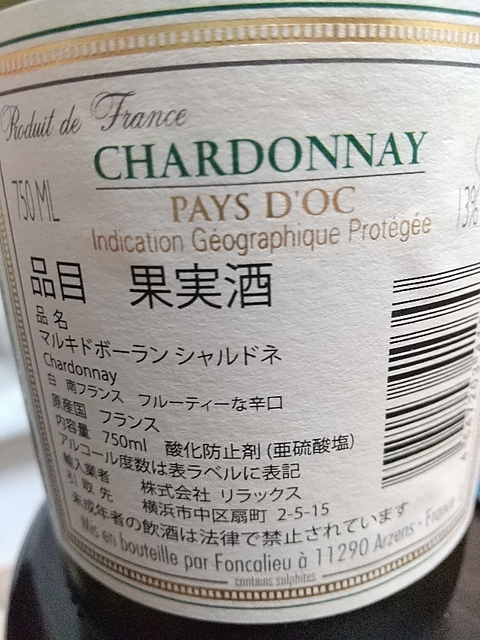 Produit de France
CHARDONNAY
750 ML
PAYS D'OC
13%
Indication Géographique Protégée
品目 果実酒
品名
マルキドボーラン シャルドネ
Chardonnay
白 南フランス フルーティーな辛口
原産国 フランス
内容量 750ml 酸化防止剤 (亜硫酸塩)
アルコール度数は表ラベルに表記
輸入業者 株式会社 リラックス
引取先 横浜市中区扇町 2-5-15
未成年者の飲酒は法律で禁止されています
Mis en bouteille par Foncalieu à 11290 Arzens - France
contains sulphites